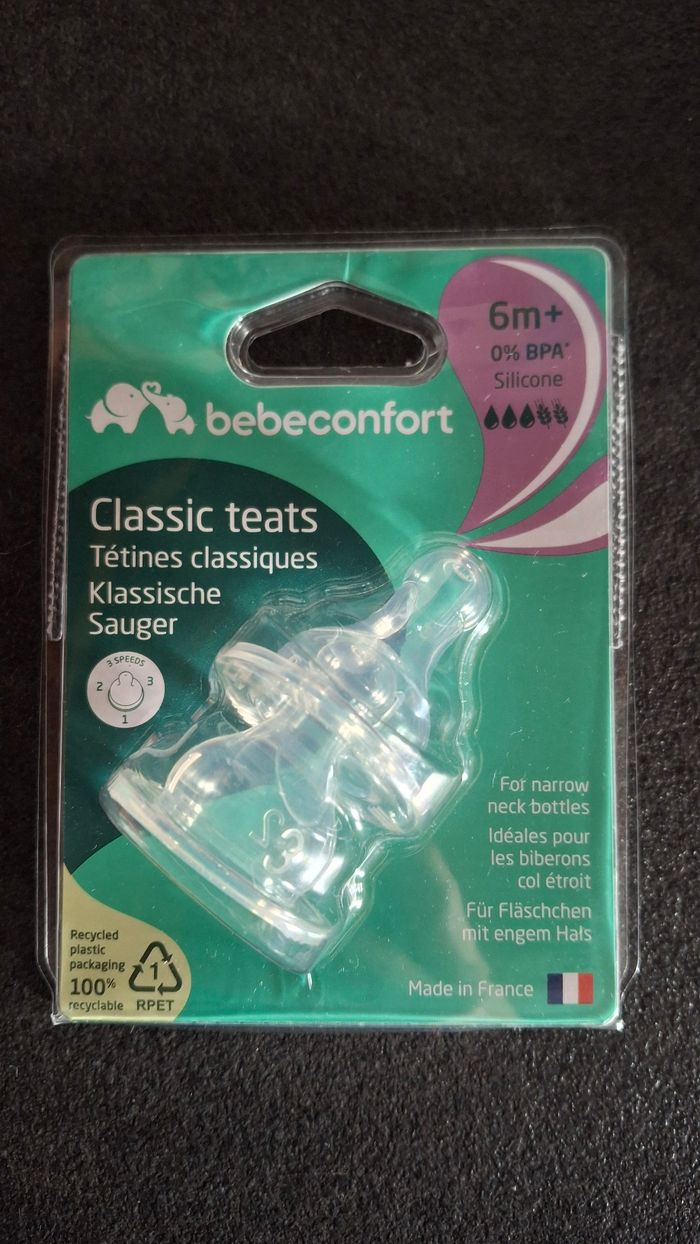 6m+
0% BPA*
Silicone
bebeconfort
Classic teats
Tétines classiques
Klassische
Sauger
3 SPEEDS
2
3
1
2
3
For narrow
neck bottles
Idéales pour
les biberons
col étroit
Für Fläschchen
mit engem Hals
Recycled
plastic
packaging
100%
recyclable
1
RPET
Made in France